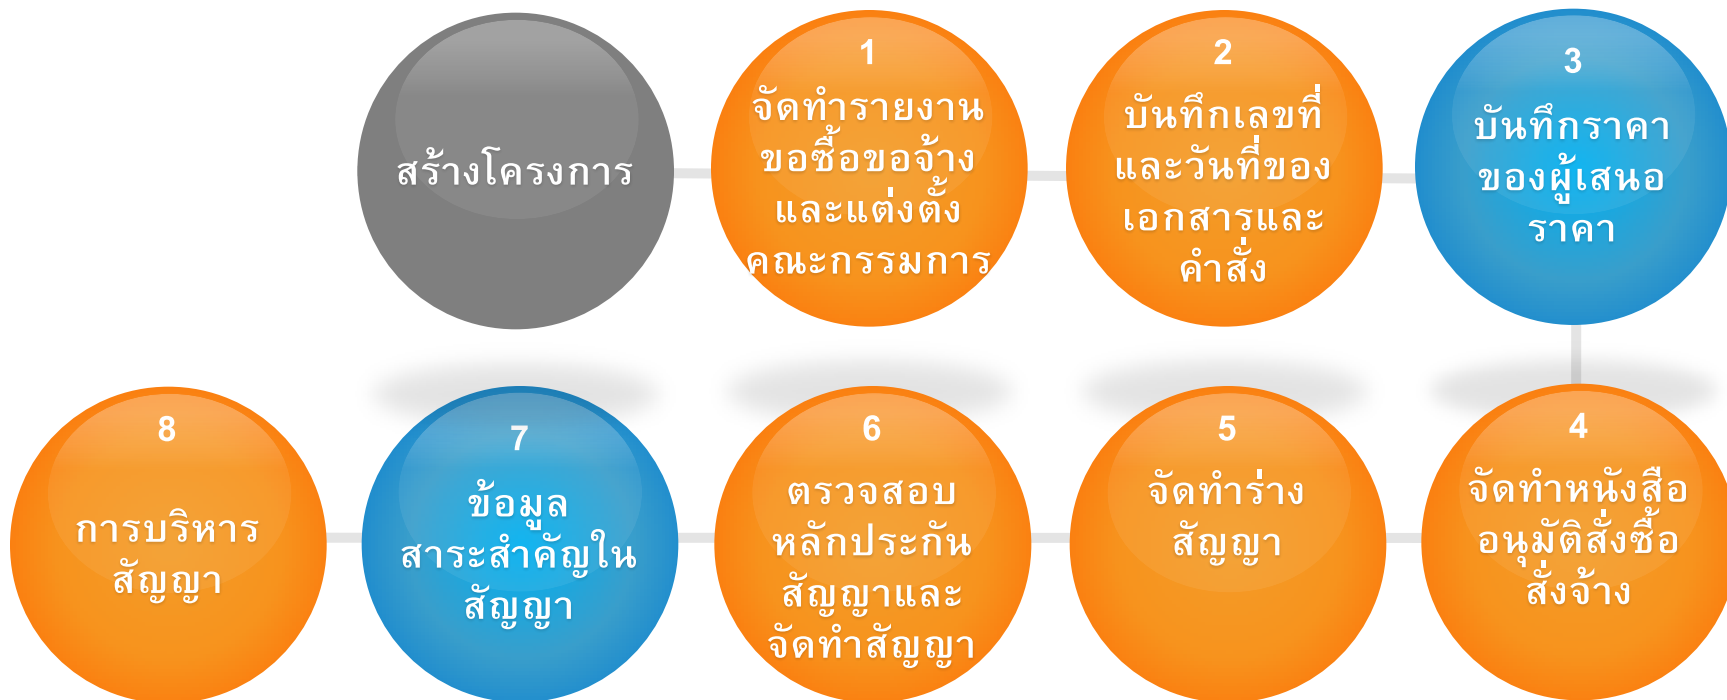 สร้างโครงการ
1
จัดทำรายงาน
ขอซื้อขอจ้าง
และแต่งตั้ง
คณะกรรมการ
2
บันทึกเลขที่
และวันที่ของ
เอกสารและ
คำสั่ง
3
บันทึกราคา
ของผู้เสนอ
ราคา
4
จัดทำหนังสือ
อนุมัติสั่งซื้อ
สั่งจ้าง
5
จัดทำร่าง
สัญญา
6
ตรวจสอบ
หลักประกัน
สัญญาและ
จัดทำสัญญา
7
ข้อมูล
สาระสำคัญใน
สัญญา
8
การบริหาร
สัญญา